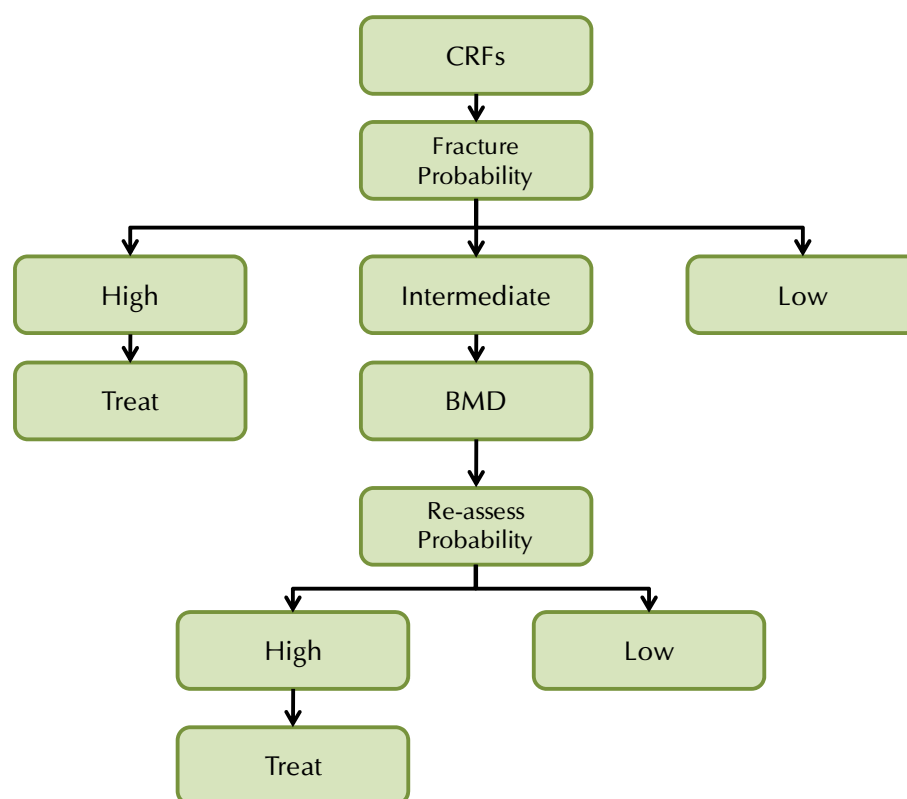 CRFs
Fracture
Probability
High
Intermediate
Low
Treat
BMD
Re-assess
Probability
High
Low
Treat